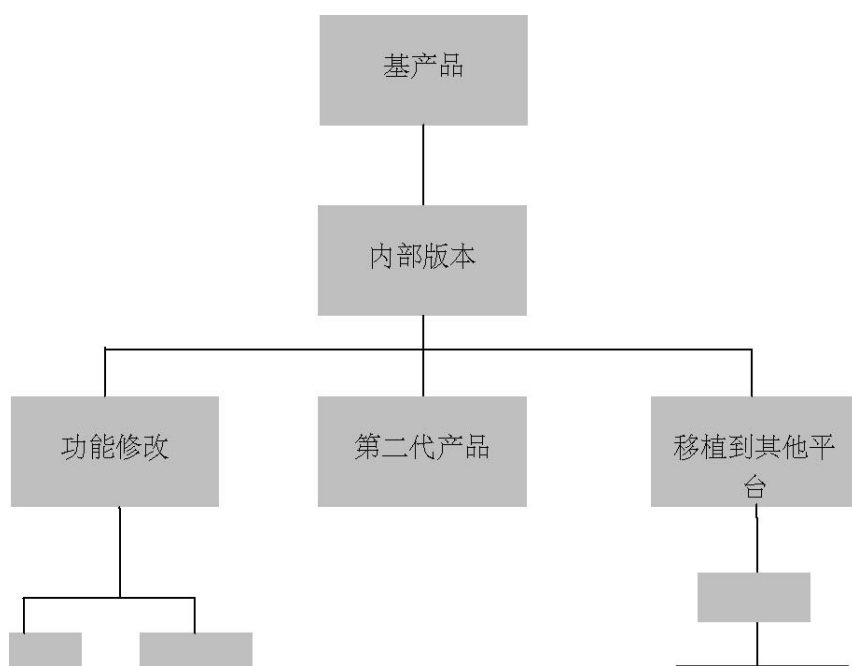 基产品
内部版本
功能修改
第二代产品
移植到其他平
台